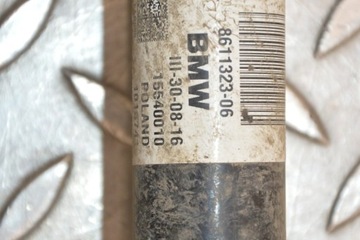 8611323-06
BMW
III-30-08-16
15540010
POLAND